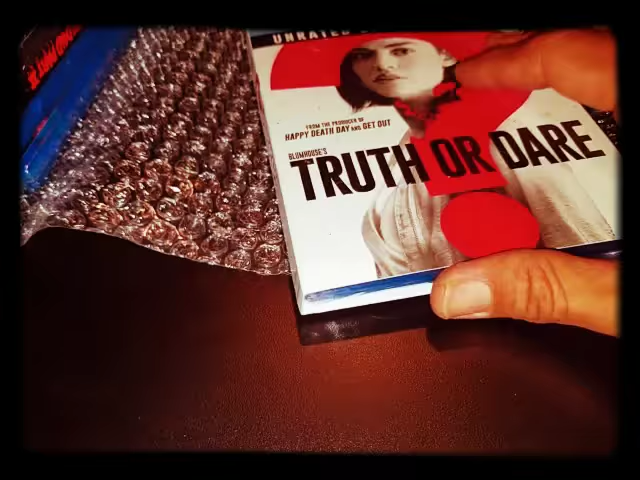 UNRATED
FROM THE PRODUCER OF
HAPPY DEATH DAY AND GET OUT
BLUMHOUSE'S
TRUTH OR DARE